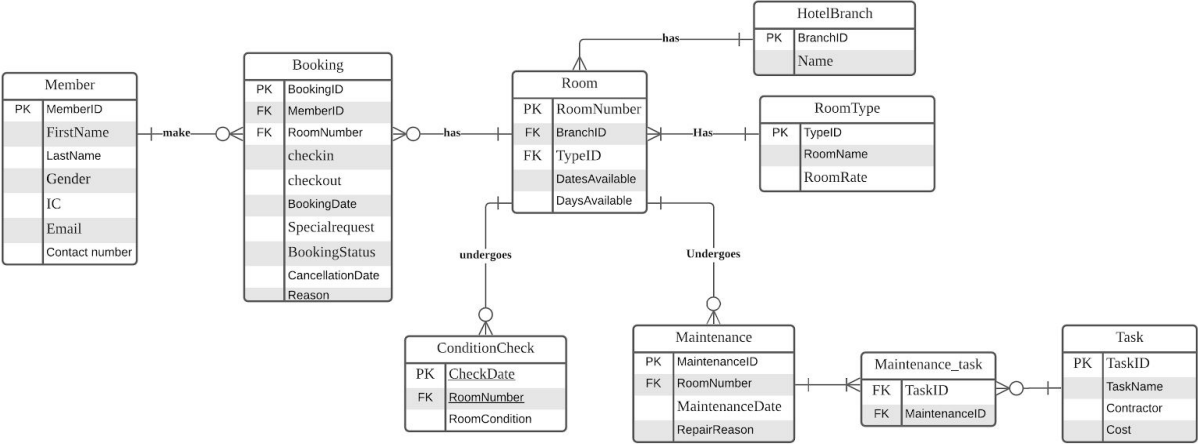 HotelBranch
PK BranchID
Name
has
Member
PK MemberID
FirstName
LastName
Gender
IC
Email
Contact number
make
Booking
PK BookingID
FK MemberID
FK RoomNumber
checkin
checkout
BookingDate
Specialrequest
BookingStatus
CancellationDate
Reason
has
Room
PK RoomNumber
FK BranchID
FK TypeID
DatesAvailable
DaysAvailable
Has
RoomType
PK TypeID
RoomName
RoomRate
undergoes
Undergoes
ConditionCheck
PK CheckDate
FK RoomNumber
RoomCondition
Maintenance
PK MaintenanceID
FK RoomNumber
MaintenanceDate
RepairReason
Maintenance_task
FK TaskID
FK MaintenanceID
Task
PK TaskID
TaskName
Contractor
Cost